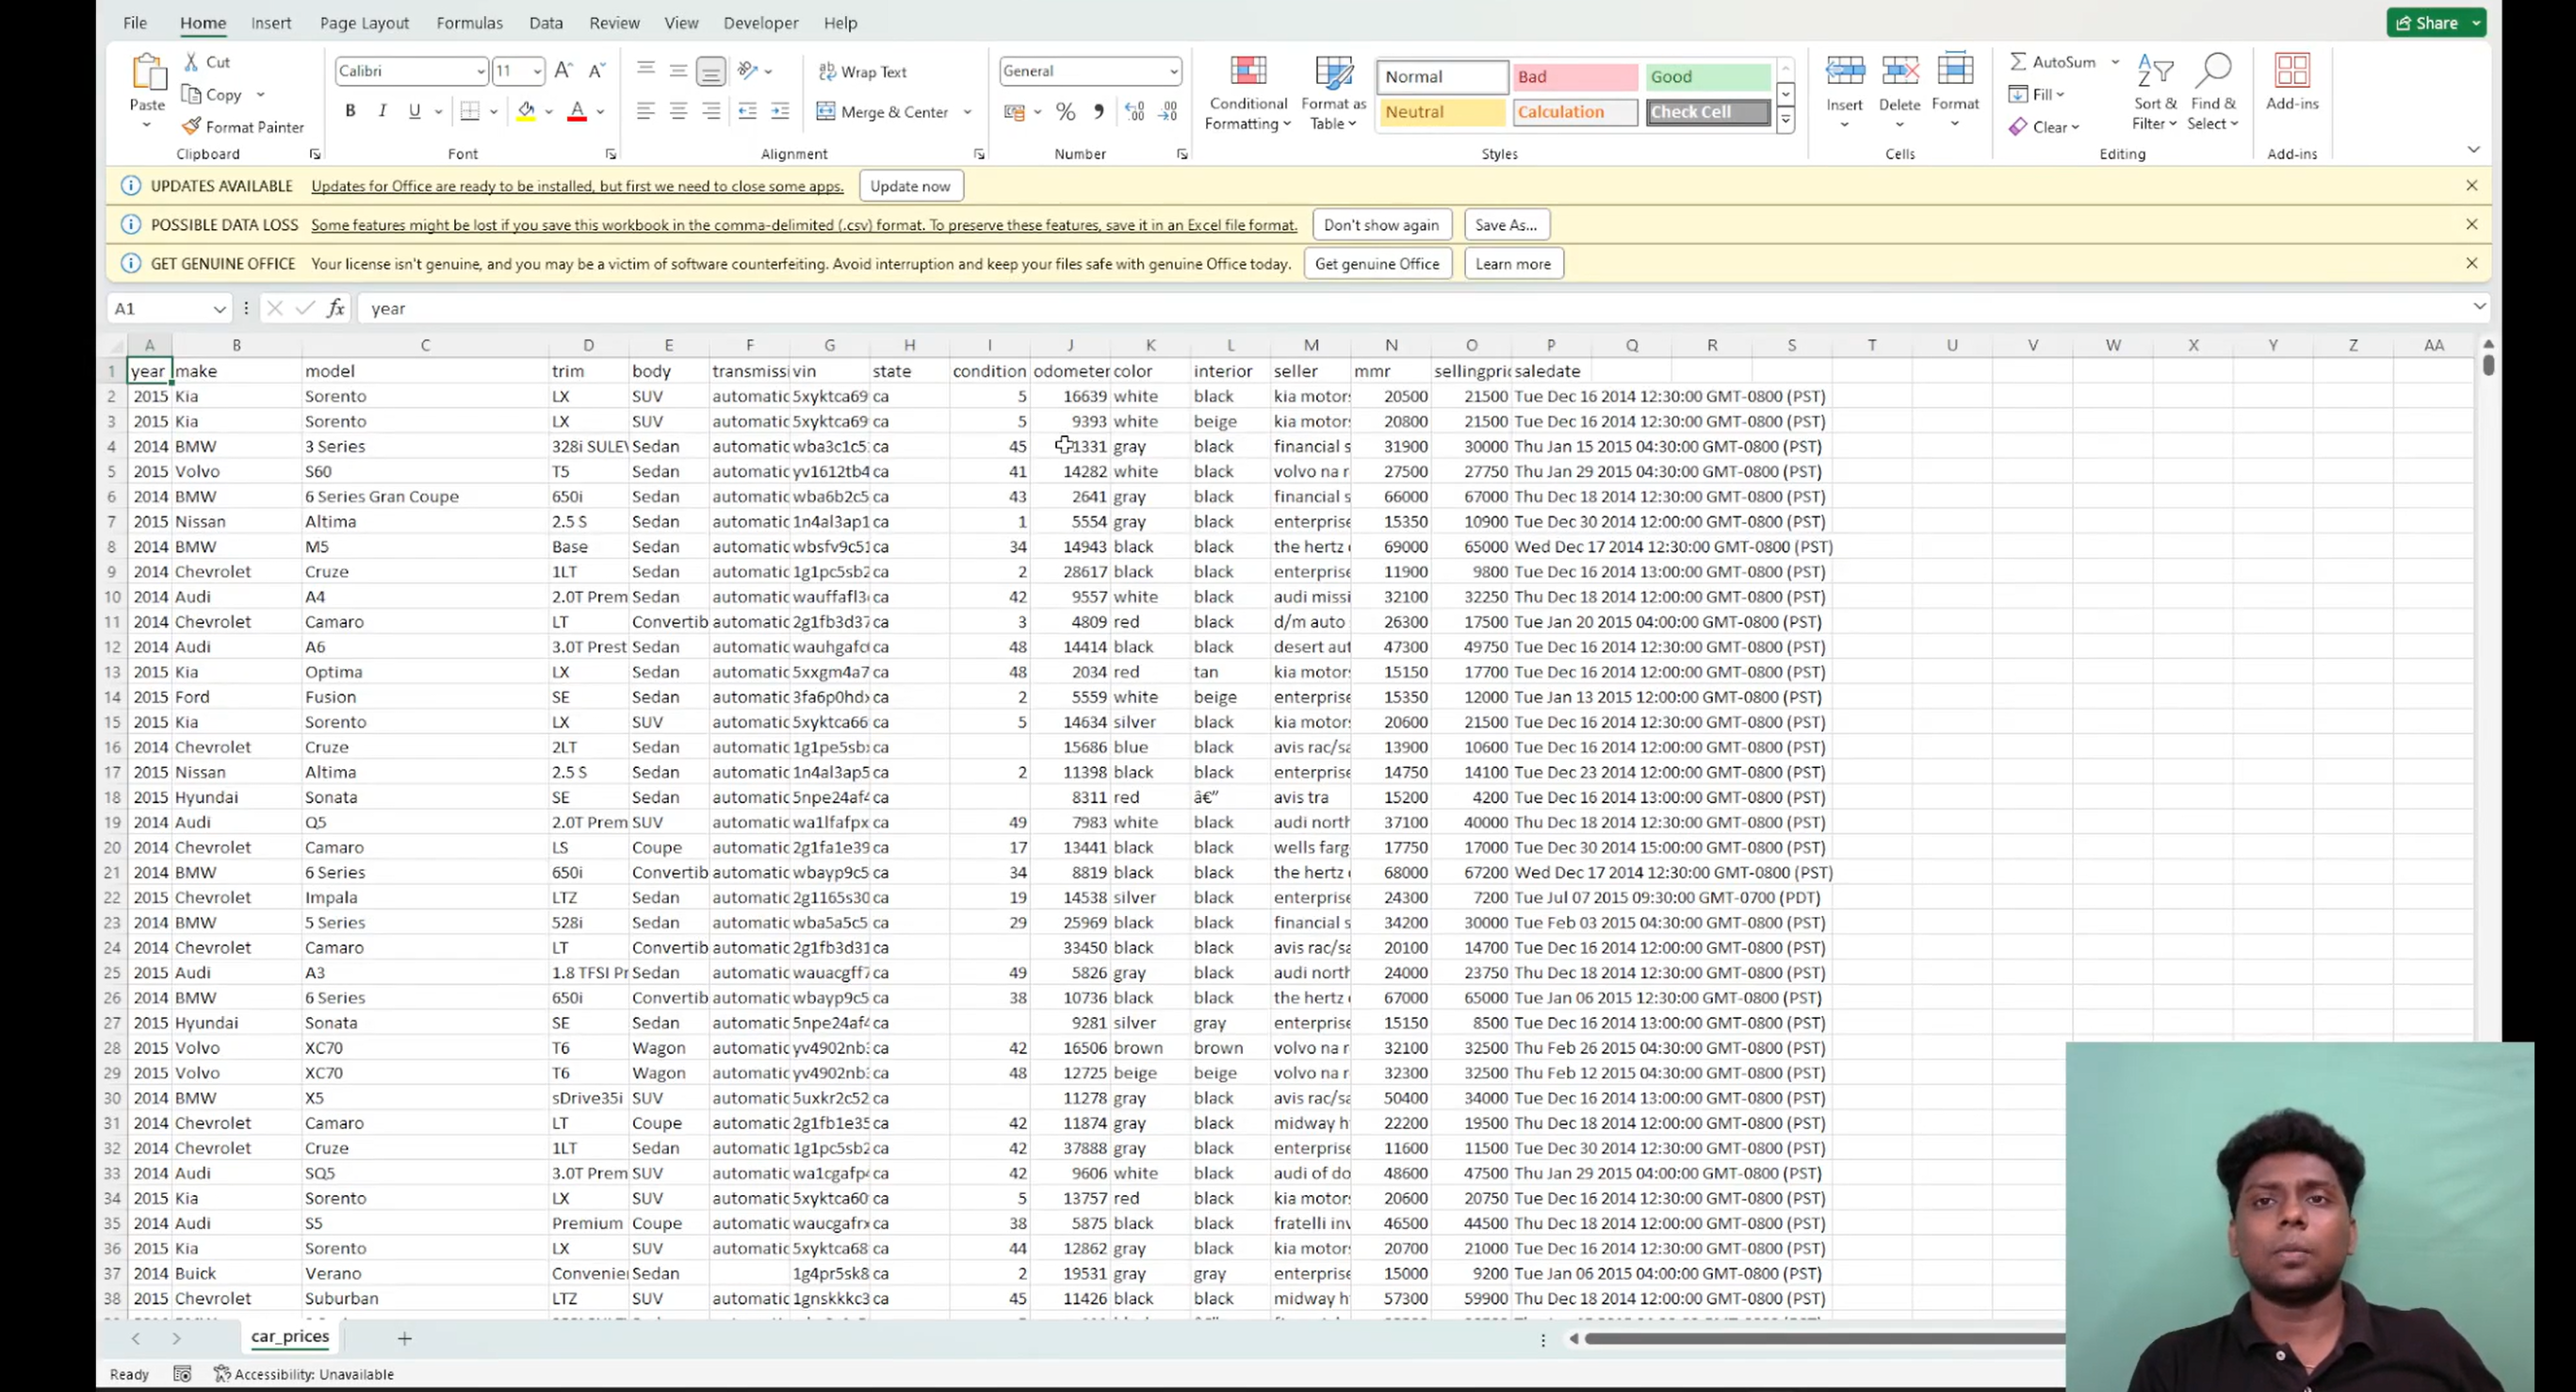 File Home Insert Page Layout Formulas Data Review View Developer Help Share
Cut Calibri 11 Wrap Text General Normal Bad Good AutoSum
Paste Copy Conditional Formatting Format as Table Insert Delete Format Fill Sort & Filter Find & Select Add-ins
Format Painter B I U Merge & Center % Neutral Calculation Check Cell Clear
Clipboard Font Alignment Number Styles Cells Editing Add-ins
UPDATES AVAILABLE Updates for Office are ready to be installed, but first we need to close some apps. Update now
POSSIBLE DATA LOSS Some features might be lost if you save this workbook in the comma-delimited (.csv) format. To preserve these features, save it in an Excel file format. Don't show again Save As...
GET GENUINE OFFICE Your license isn't genuine, and you may be a victim of software counterfeiting. Avoid interruption and keep your files safe with genuine Office today. Get genuine Office Learn more
A1 fx year
A B C D E F G H I J K L M N O P Q R S T U V W X Y Z AA
1 year make model trim body transmissi vin state condition odometer color interior seller mmr sellingpric saledate
2 2015 Kia Sorento LX SUV automatic 5xyktca69 ca 5 16639 white black kia motor 20500 21500 Tue Dec 16 2014 12:30:00 GMT-0800 (PST)
3 2015 Kia Sorento LX SUV automatic 5xyktca69 ca 5 9393 white beige kia motor 20800 21500 Tue Dec 16 2014 12:30:00 GMT-0800 (PST)
4 2014 BMW 3 Series 328i SULEV Sedan automatic wba3c1c5 ca 45 1331 gray black financial s 31900 30000 Thu Jan 15 2015 04:30:00 GMT-0800 (PST)
5 2015 Volvo S60 T5 Sedan automatic yv1612tb4 ca 41 14282 white black volvo na r 27500 27750 Thu Jan 29 2015 04:30:00 GMT-0800 (PST)
6 2014 BMW 6 Series Gran Coupe 650i Sedan automatic wba6b2c5 ca 43 2641 gray black financial s 66000 67000 Thu Dec 18 2014 12:30:00 GMT-0800 (PST)
7 2015 Nissan Altima 2.5 S Sedan automatic 1n4al3ap1 ca 1 5554 gray black enterprise 15350 10900 Tue Dec 30 2014 12:00:00 GMT-0800 (PST)
8 2014 BMW M5 Base Sedan automatic wbsfv9c51 ca 34 14943 black black the hertz 69000 65000 Wed Dec 17 2014 12:30:00 GMT-0800 (PST)
9 2014 Chevrolet Cruze 1LT Sedan automatic 1g1pc5sb2 ca 2 28617 black black enterprise 11900 9800 Tue Dec 16 2014 13:00:00 GMT-0800 (PST)
10 2014 Audi A4 2.0T Prem Sedan automatic wauffafl3 ca 42 9557 white black audi missi 32100 32250 Thu Dec 18 2014 12:00:00 GMT-0800 (PST)
11 2014 Chevrolet Camaro LT Convertib automatic 2g1fb3d37 ca 3 4809 red black d/m auto 26300 17500 Tue Jan 20 2015 04:00:00 GMT-0800 (PST)
12 2014 Audi A6 3.0T Prest Sedan automatic wauhgafc ca 48 14414 black black desert aut 47300 49750 Tue Dec 16 2014 12:30:00 GMT-0800 (PST)
13 2015 Kia Optima LX Sedan automatic 5xxgm4a7 ca 48 2034 red tan kia motor 15150 17700 Tue Dec 16 2014 12:00:00 GMT-0800 (PST)
14 2015 Ford Fusion SE Sedan automatic 3fa6p0hdx ca 2 5559 white beige enterprise 15350 12000 Tue Jan 13 2015 12:00:00 GMT-0800 (PST)
15 2015 Kia Sorento LX SUV automatic 5xyktca66 ca 5 14634 silver black kia motor 20600 21500 Tue Dec 16 2014 12:30:00 GMT-0800 (PST)
16 2014 Chevrolet Cruze 2LT Sedan automatic 1g1pe5sb ca 15686 blue black avis rac/sa 13900 10600 Tue Dec 16 2014 12:00:00 GMT-0800 (PST)
17 2015 Nissan Altima 2.5 S Sedan automatic 1n4al3ap5 ca 2 11398 black black enterprise 14750 14100 Tue Dec 23 2014 12:00:00 GMT-0800 (PST)
18 2015 Hyundai Sonata SE Sedan automatic 5npe24af4 ca 8311 red â€” avis tra 15200 4200 Tue Dec 16 2014 13:00:00 GMT-0800 (PST)
19 2014 Audi Q5 2.0T Prem SUV automatic wa1lfafpx ca 49 7983 white black audi north 37100 40000 Thu Dec 18 2014 12:30:00 GMT-0800 (PST)
20 2014 Chevrolet Camaro LS Coupe automatic 2g1fa1e39 ca 17 13441 black black wells farg 17750 17000 Tue Dec 30 2014 15:00:00 GMT-0800 (PST)
21 2014 BMW 6 Series 650i Convertib automatic wbayp9c5 ca 34 8819 black black the hertz 68000 67200 Wed Dec 17 2014 12:30:00 GMT-0800 (PST)
22 2015 Chevrolet Impala LTZ Sedan automatic 2g1165s30 ca 19 14538 silver black enterprise 24300 7200 Tue Jul 07 2015 09:30:00 GMT-0700 (PDT)
23 2014 BMW 5 Series 528i Sedan automatic wba5a5c5 ca 29 25969 black black financial s 34200 30000 Tue Feb 03 2015 04:30:00 GMT-0800 (PST)
24 2014 Chevrolet Camaro LT Convertib automatic 2g1fb3d31 ca 33450 black black avis rac/sa 20100 14700 Tue Dec 16 2014 12:00:00 GMT-0800 (PST)
25 2015 Audi A3 1.8 TFSI Pr Sedan automatic wauacgff7 ca 49 5826 gray black audi north 24000 23750 Thu Dec 18 2014 12:30:00 GMT-0800 (PST)
26 2014 BMW 6 Series 650i Convertib automatic wbayp9c5 ca 38 10736 black black the hertz 67000 65000 Tue Jan 06 2015 12:30:00 GMT-0800 (PST)
27 2015 Hyundai Sonata SE Sedan automatic 5npe24af4 ca 9281 silver gray enterprise 15150 8500 Tue Dec 16 2014 13:00:00 GMT-0800 (PST)
28 2015 Volvo XC70 T6 Wagon automatic yv4902nb ca 42 16506 brown brown volvo na r 32100 32500 Thu Feb 26 2015 04:30:00 GMT-0800 (PST)
29 2015 Volvo XC70 T6 Wagon automatic yv4902nb ca 48 12725 beige beige volvo na r 32300 32500 Thu Feb 12 2015 04:30:00 GMT-0800 (PST)
30 2014 BMW X5 sDrive35i SUV automatic 5uxkr2c52 ca 11278 gray black avis rac/sa 50400 34000 Tue Dec 16 2014 13:00:00 GMT-0800 (PST)
31 2014 Chevrolet Camaro LT Coupe automatic 2g1fb1e35 ca 42 11874 gray black midway h 22200 19500 Thu Dec 18 2014 12:00:00 GMT-0800 (PST)
32 2014 Chevrolet Cruze 1LT Sedan automatic 1g1pc5sb2 ca 42 37888 gray black enterprise 11600 11500 Tue Dec 30 2014 12:30:00 GMT-0800 (PST)
33 2014 Audi SQ5 3.0T Prem SUV automatic wa1cgafp ca 42 9606 white black audi of do 48600 47500 Thu Jan 29 2015 04:00:00 GMT-0800 (PST)
34 2015 Kia Sorento LX SUV automatic 5xyktca60 ca 5 13757 red black kia motor 20600 20750 Tue Dec 16 2014 12:30:00 GMT-0800 (PST)
35 2014 Audi S5 Premium Coupe automatic waucgafrx ca 38 5875 black black fratelli inv 46500 44500 Thu Dec 18 2014 12:00:00 GMT-0800 (PST)
36 2015 Kia Sorento LX SUV automatic 5xyktca68 ca 44 12862 gray black kia motor 20700 21000 Tue Dec 16 2014 12:30:00 GMT-0800 (PST)
37 2014 Buick Verano Convenie Sedan 1g4pr5sk8 ca 2 19531 gray gray enterprise 15000 9200 Tue Jan 06 2015 04:00:00 GMT-0800 (PST)
38 2015 Chevrolet Suburban LTZ SUV automatic 1gnskkkc3 ca 45 11426 black black midway h 57300 59900 Thu Dec 18 2014 12:00:00 GMT-0800 (PST)
car_prices
Ready Accessibility: Unavailable